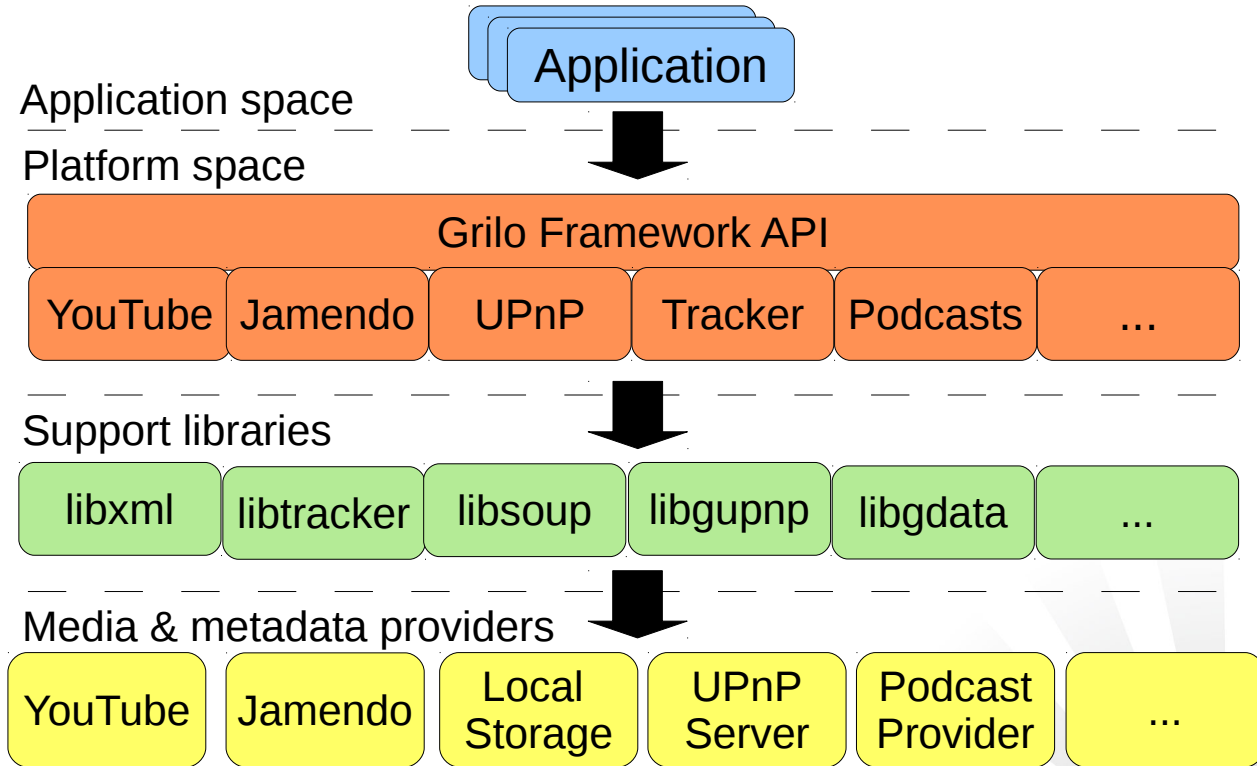 Application
Application space
Platform space
Grilo Framework API
YouTube Jamendo UPnP Tracker Podcasts ...
Support libraries
libxml libtracker libsoup libgupnp libgdata ...
Media & metadata providers
YouTube Jamendo Local Storage UPnP Server Podcast Provider ...